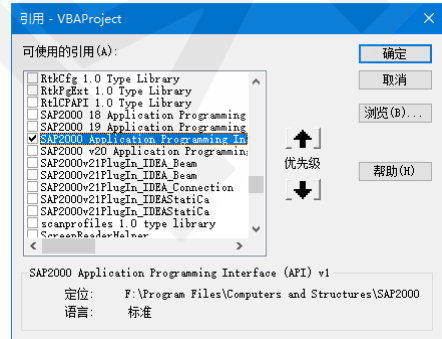 引用 - VBAProject
可使用的引用(A):
RtkCfg 1.0 Type Library
RtkPgExt 1.0 Type Library
RtlCPAPI 1.0 Type Library
SAP2000 18 Application Programming
SAP2000 19 Application Programming
SAP2000 Application Programming In
SAP2000 v20 Application Programmin
SAP2000v21PlugIn_IDEA_Beam
SAP2000v21PlugIn_IDEA_Beam
SAP2000v21PlugIn_IDEA_Connection
SAP2000v21PlugIn_IDEAStatiCa
SAP2000v21PlugIn_IDEAStatiCa
scanprofiles 1.0 type library
ScreenReaderHelper
确定
取消
浏览(B)...
优先级
帮助(H)
SAP2000 Application Programming Interface (API) v1
定位: F:\Program Files\Computers and Structures\SAP2000
语言: 标准